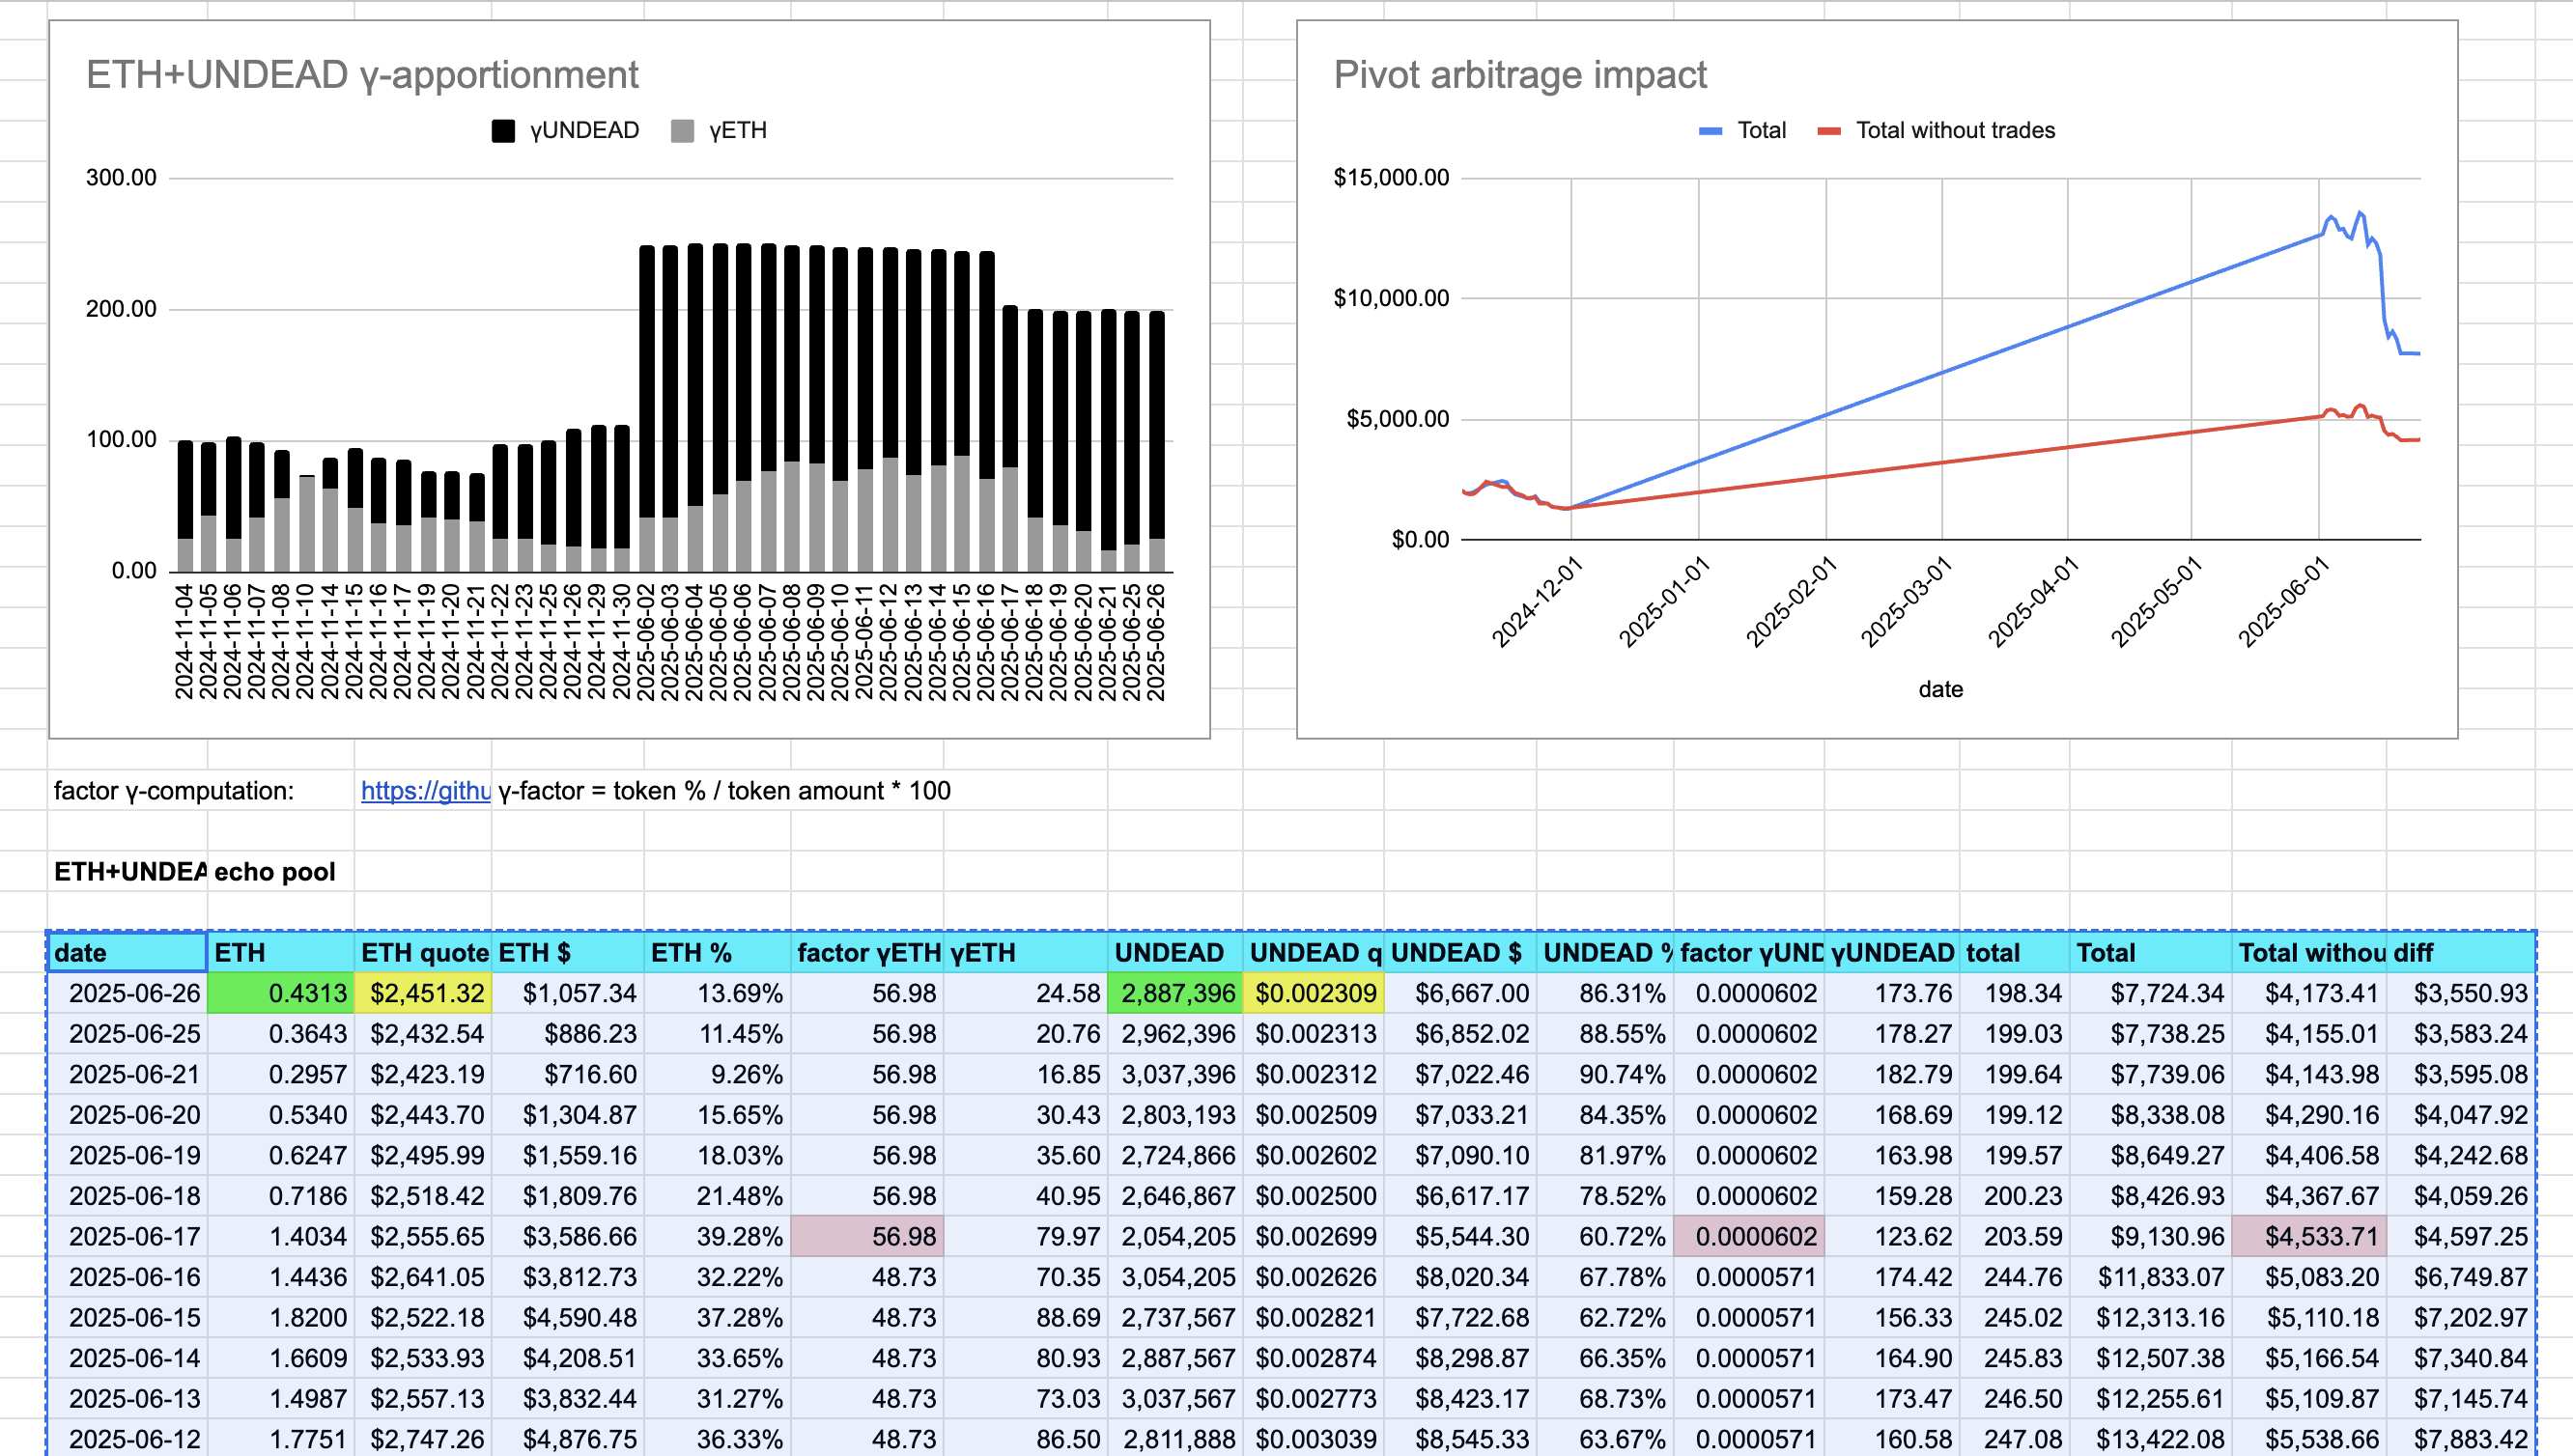 ETH+UNDEAD γ-apportionment
γUNDEAD γETH
300.00
200.00
100.00
0.00
2024-11-04
2024-11-05
2024-11-06
2024-11-07
2024-11-08
2024-11-10
2024-11-14
2024-11-15
2024-11-16
2024-11-17
2024-11-19
2024-11-20
2024-11-21
2024-11-22
2024-11-23
2024-11-25
2024-11-26
2024-11-29
2024-11-30
2025-06-02
2025-06-03
2025-06-04
2025-06-05
2025-06-06
2025-06-07
2025-06-08
2025-06-09
2025-06-10
2025-06-11
2025-06-12
2025-06-13
2025-06-14
2025-06-15
2025-06-16
2025-06-17
2025-06-18
2025-06-19
2025-06-20
2025-06-21
2025-06-25
2025-06-26
Pivot arbitrage impact
Total Total without trades
$15,000.00
$10,000.00
$5,000.00
$0.00
2024-12-01
2025-01-01
2025-02-01
2025-03-01
2025-04-01
2025-05-01
2025-06-01
date
factor γ-computation: https://githu γ-factor = token % / token amount * 100
ETH+UNDEA echo pool
date ETH ETH quote ETH $ ETH % factor γETH γETH UNDEAD UNDEAD q UNDEAD $ UNDEAD % factor γUND γUNDEAD total Total Total withou diff
2025-06-26 0.4313 $2,451.32 $1,057.34 13.69% 56.98 24.58 2,887,396 $0.002309 $6,667.00 86.31% 0.0000602 173.76 198.34 $7,724.34 $4,173.41 $3,550.93
2025-06-25 0.3643 $2,432.54 $886.23 11.45% 56.98 20.76 2,962,396 $0.002313 $6,852.02 88.55% 0.0000602 178.27 199.03 $7,738.25 $4,155.01 $3,583.24
2025-06-21 0.2957 $2,423.19 $716.60 9.26% 56.98 16.85 3,037,396 $0.002312 $7,022.46 90.74% 0.0000602 182.79 199.64 $7,739.06 $4,143.98 $3,595.08
2025-06-20 0.5340 $2,443.70 $1,304.87 15.65% 56.98 30.43 2,803,193 $0.002509 $7,033.21 84.35% 0.0000602 168.69 199.12 $8,338.08 $4,290.16 $4,047.92
2025-06-19 0.6247 $2,495.99 $1,559.16 18.03% 56.98 35.60 2,724,866 $0.002602 $7,090.10 81.97% 0.0000602 163.98 199.57 $8,649.27 $4,406.58 $4,242.68
2025-06-18 0.7186 $2,518.42 $1,809.76 21.48% 56.98 40.95 2,646,867 $0.002500 $6,617.17 78.52% 0.0000602 159.28 200.23 $8,426.93 $4,367.67 $4,059.26
2025-06-17 1.4034 $2,555.65 $3,586.66 39.28% 56.98 79.97 2,054,205 $0.002699 $5,544.30 60.72% 0.0000602 123.62 203.59 $9,130.96 $4,533.71 $4,597.25
2025-06-16 1.4436 $2,641.05 $3,812.73 32.22% 48.73 70.35 3,054,205 $0.002626 $8,020.34 67.78% 0.0000571 174.42 244.76 $11,833.07 $5,083.20 $6,749.87
2025-06-15 1.8200 $2,522.18 $4,590.48 37.28% 48.73 88.69 2,737,567 $0.002821 $7,722.68 62.72% 0.0000571 156.33 245.02 $12,313.16 $5,110.18 $7,202.97
2025-06-14 1.6609 $2,533.93 $4,208.51 33.65% 48.73 80.93 2,887,567 $0.002874 $8,298.87 66.35% 0.0000571 164.90 245.83 $12,507.38 $5,166.54 $7,340.84
2025-06-13 1.4987 $2,557.13 $3,832.44 31.27% 48.73 73.03 3,037,567 $0.002773 $8,423.17 68.73% 0.0000571 173.47 246.50 $12,255.61 $5,109.87 $7,145.74
2025-06-12 1.7751 $2,747.26 $4,876.75 36.33% 48.73 86.50 2,811,888 $0.003039 $8,545.33 63.67% 0.0000571 160.58 247.08 $13,422.08 $5,538.66 $7,883.42